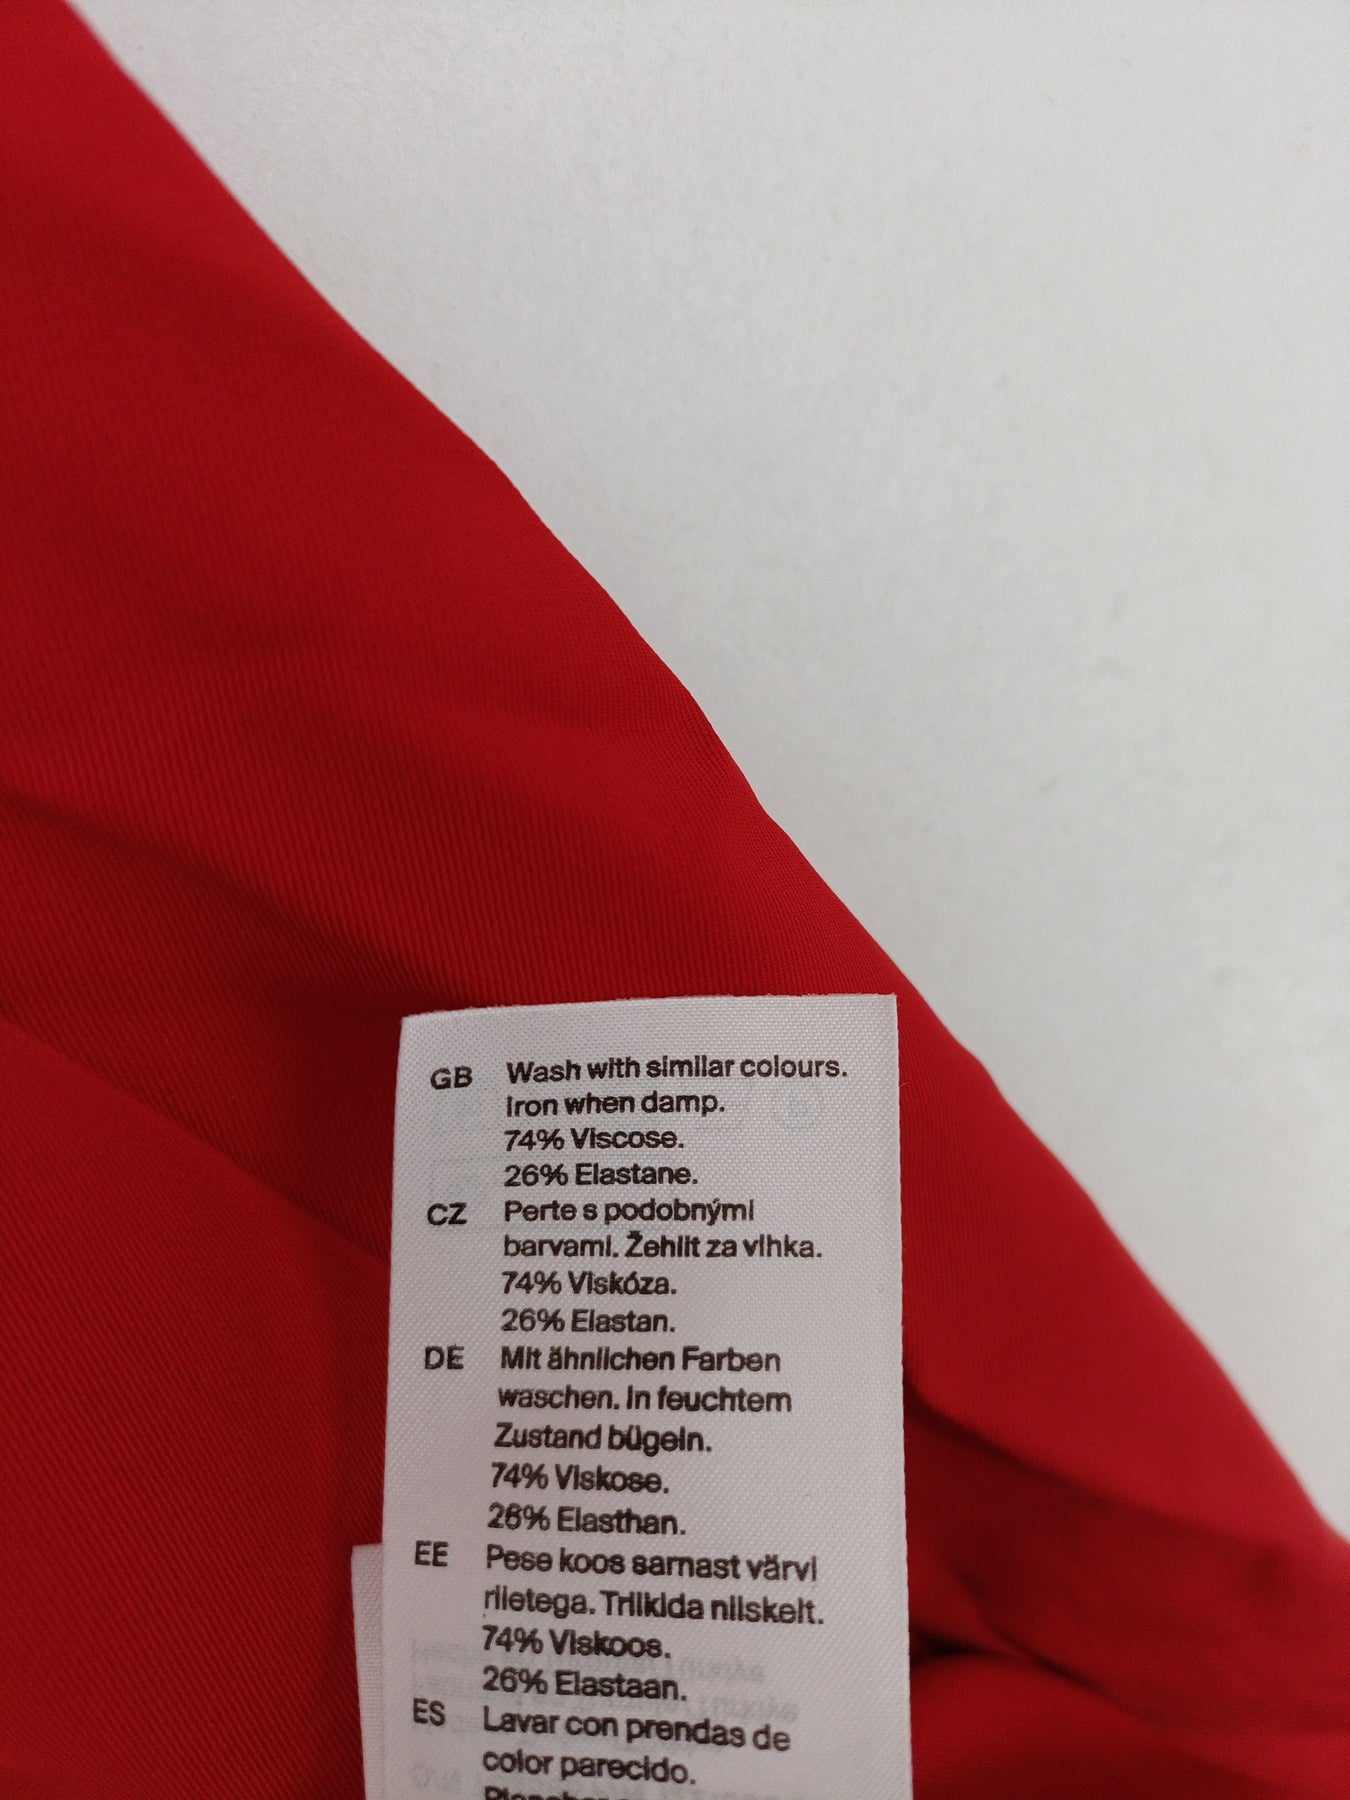 GB Wash with similar colours.
Iron when damp.
74% Viscose.
26% Elastane.
CZ Perte s podobnými
barvami. Žehlit za vlhka.
74% Viskóza.
26% Elastan.
DE Mit ähnlichen Farben
waschen. In feuchtem
Zustand bügeln.
74% Viskose.
26% Elasthan.
EE Pese koos sarnast värvi
riietega. Triikida niiskelt.
74% Viskoos.
26% Elastaan.
ES Lavar con prendas de
color parecido.